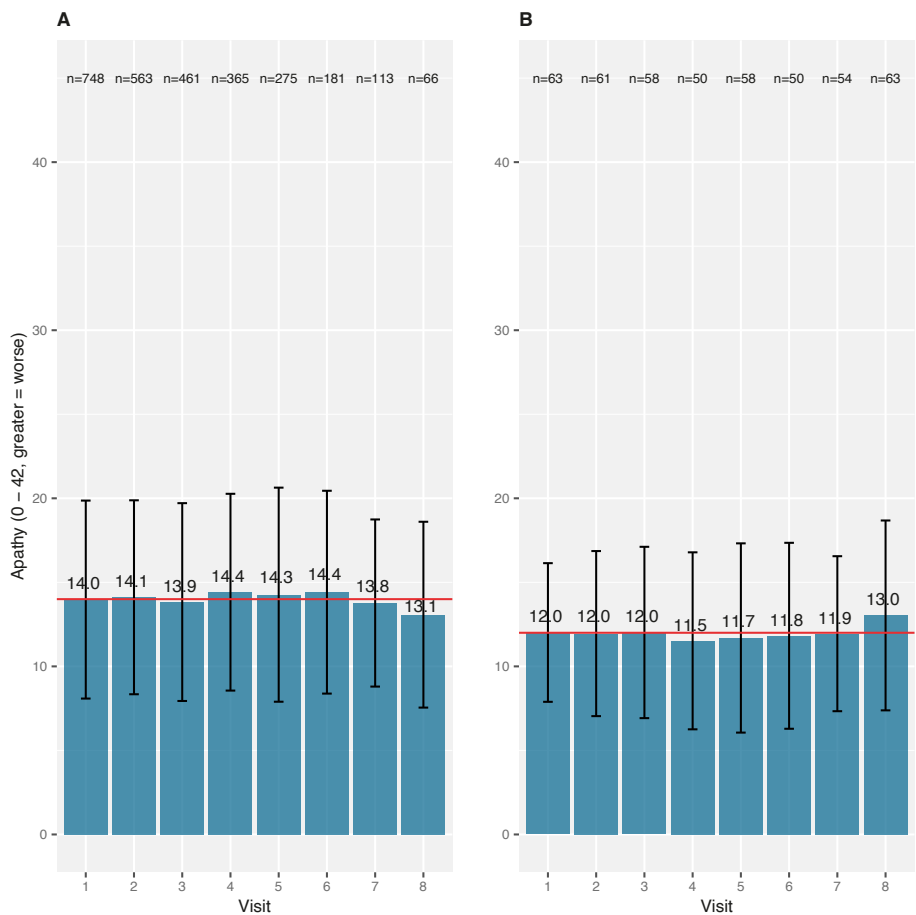 A
n=748 n=563 n=461 n=365 n=275 n=181 n=113 n=66
40
30
20
10
0
14.0 14.1 13.9 14.4 14.3 14.4 13.8 13.1
1 2 3 4 5 6 7 8
Visit
Apathy (0 – 42, greater = worse)
B
n=63 n=61 n=58 n=50 n=58 n=50 n=54 n=63
40
30
20
10
0
12.0 12.0 12.0 11.5 11.7 11.8 11.9 13.0
1 2 3 4 5 6 7 8
Visit